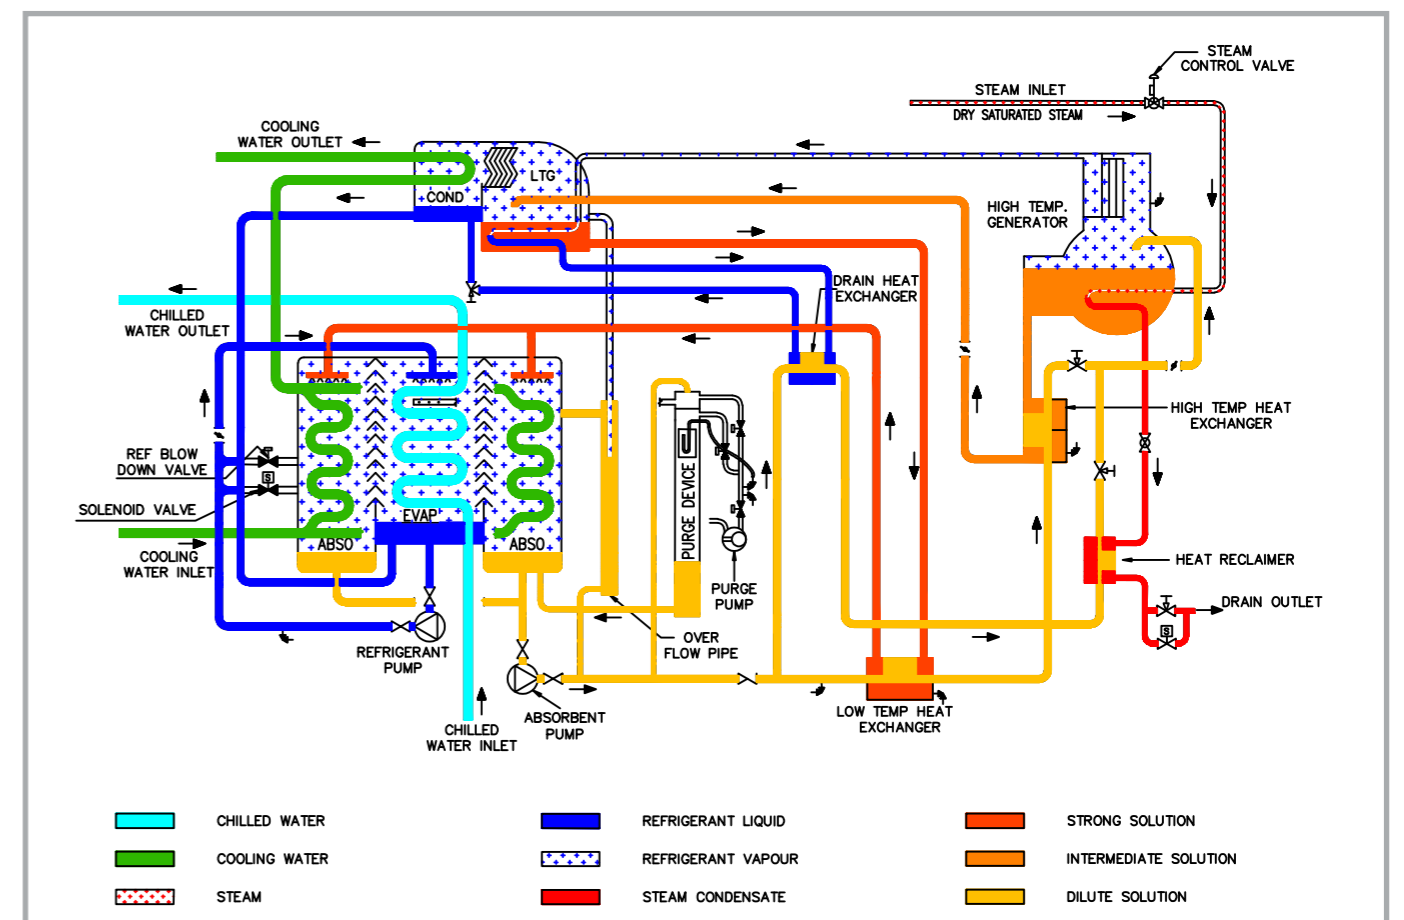 STEAM
CONTROL VALVE
STEAM INLET
DRY SATURATED STEAM
COOLING
WATER OUTLET
LTG
COND
HIGH TEMP.
GENERATOR
DRAIN HEAT
EXCHANGER
CHILLED
WATER OUTLET
HIGH TEMP HEAT
EXCHANGER
REF BLOW
DOWN VALVE
S
SOLENOID VALVE
EVAP
ABSO
ABSO
PURGE DEVICE
COOLING
WATER INLET
HEAT RECLAIMER
PURGE
PUMP
DRAIN OUTLET
S
OVER
FLOW PIPE
REFRIGERANT
PUMP
ABSORBENT
PUMP
LOW TEMP HEAT
EXCHANGER
CHILLED
WATER INLET
CHILLED WATER
REFRIGERANT LIQUID
STRONG SOLUTION
COOLING WATER
REFRIGERANT VAPOUR
INTERMEDIATE SOLUTION
STEAM
STEAM CONDENSATE
DILUTE SOLUTION